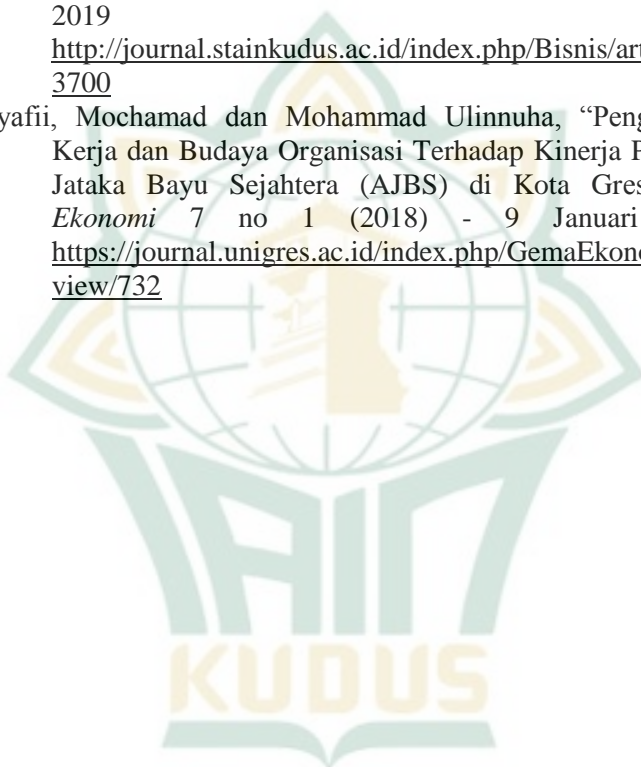 2019
http://journal.stainkudus.ac.id/index.php/Bisnis/art
3700
yafii, Mochamad dan Mohammad Ulinnuha, “Peng
Kerja dan Budaya Organisasi Terhadap Kinerja P
Jataka Bayu Sejahtera (AJBS) di Kota Gres
Ekonomi 7 no 1 (2018) - 9 Januari
https://journal.unigres.ac.id/index.php/GemaEkono
view/732
IAIN
KUDUS